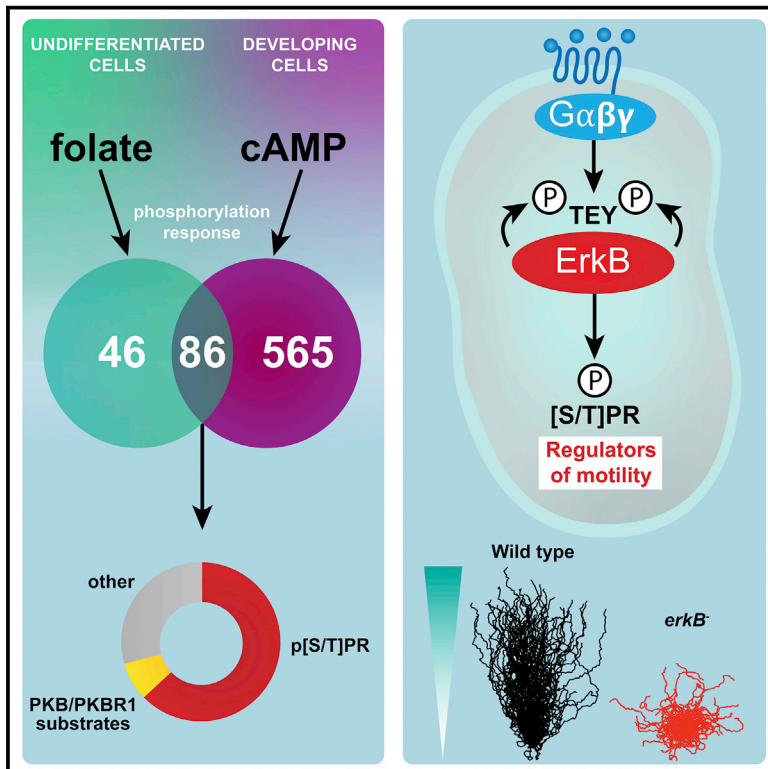 UNDIFFERENTIATED
CELLS
DEVELOPING
CELLS
folate
cAMP
phosphorylation
response
46
86
565
other
p[S/T]PR
PKB/PKBR1
substrates
Gαβγ
P
TEY
P
ErkB
P
[S/T]PR
Regulators
of motility
Wild type
erkB-